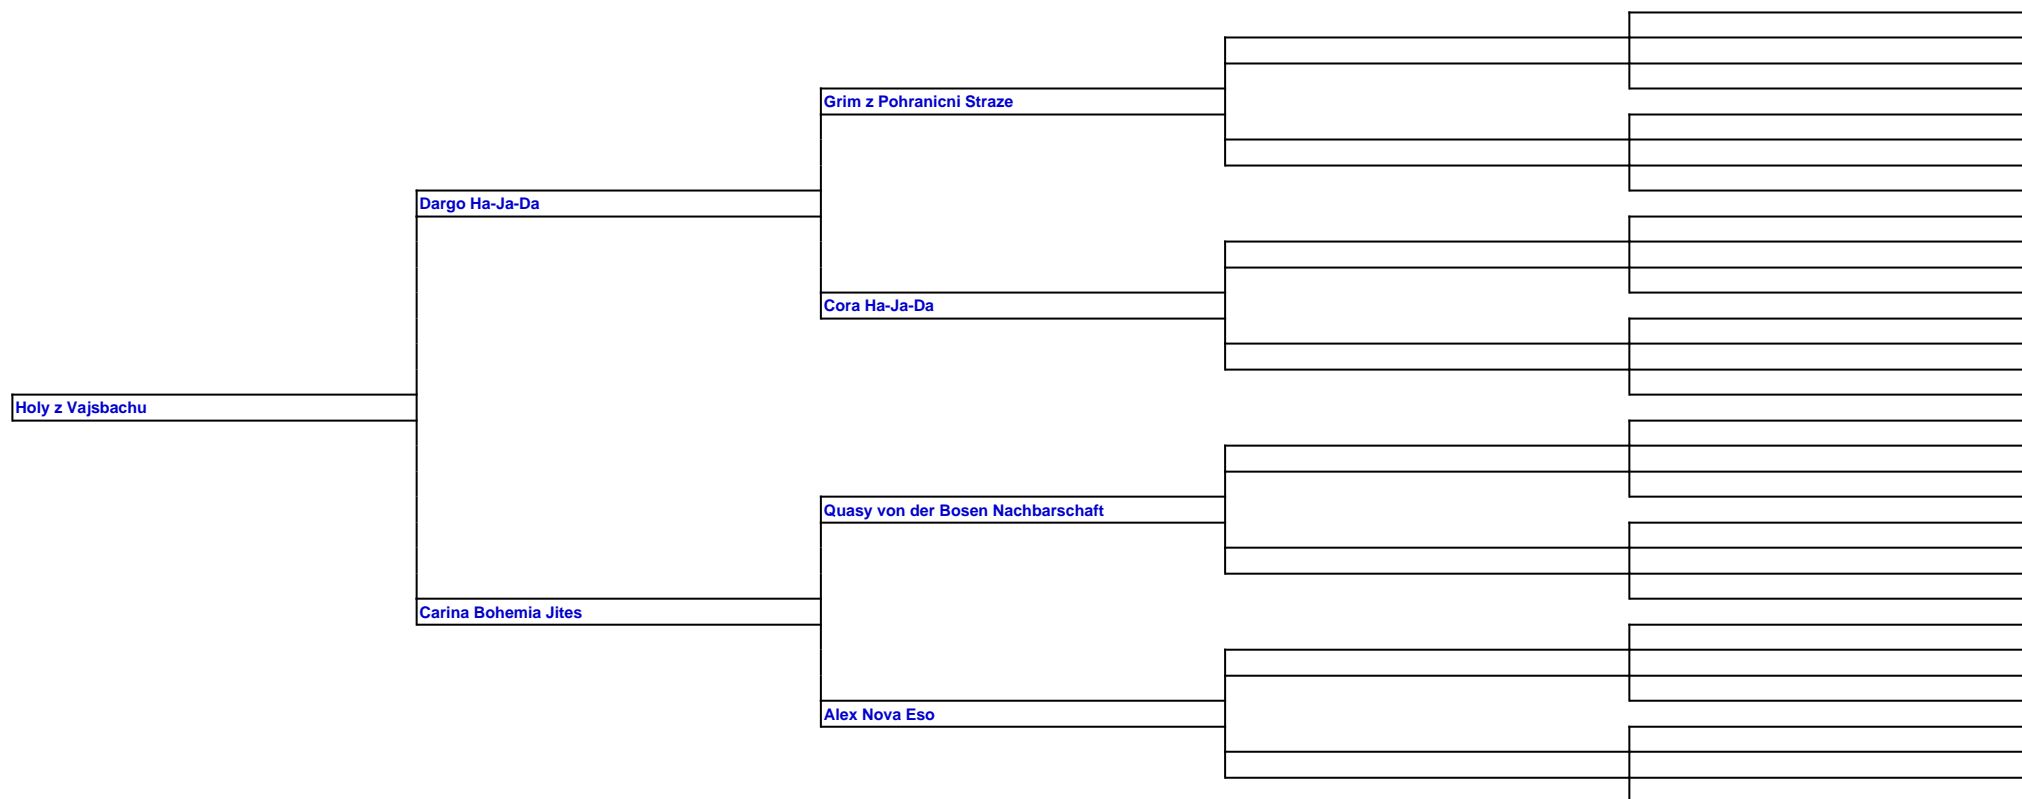 Grim z Pohranicni Straze
Dargo Ha-Ja-Da
Cora Ha-Ja-Da
Holy z Vajsbachu
Quasy von der Bosen Nachbarschaft
Carina Bohemia Jites
Alex Nova Eso